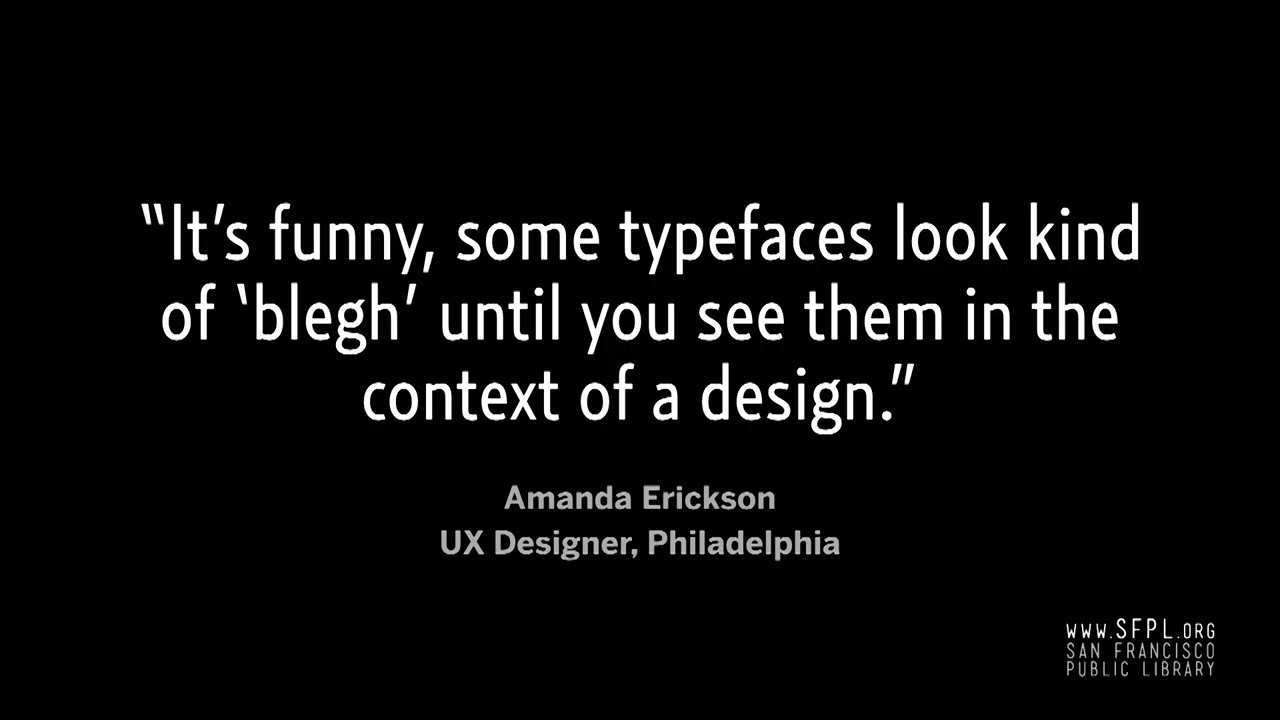 “It’s funny, some typefaces look kind
of ‘blegh’ until you see them in the
context of a design.”
Amanda Erickson
UX Designer, Philadelphia
WWW.SFPL.ORG
SAN FRANCISCO
PUBLIC LIBRARY